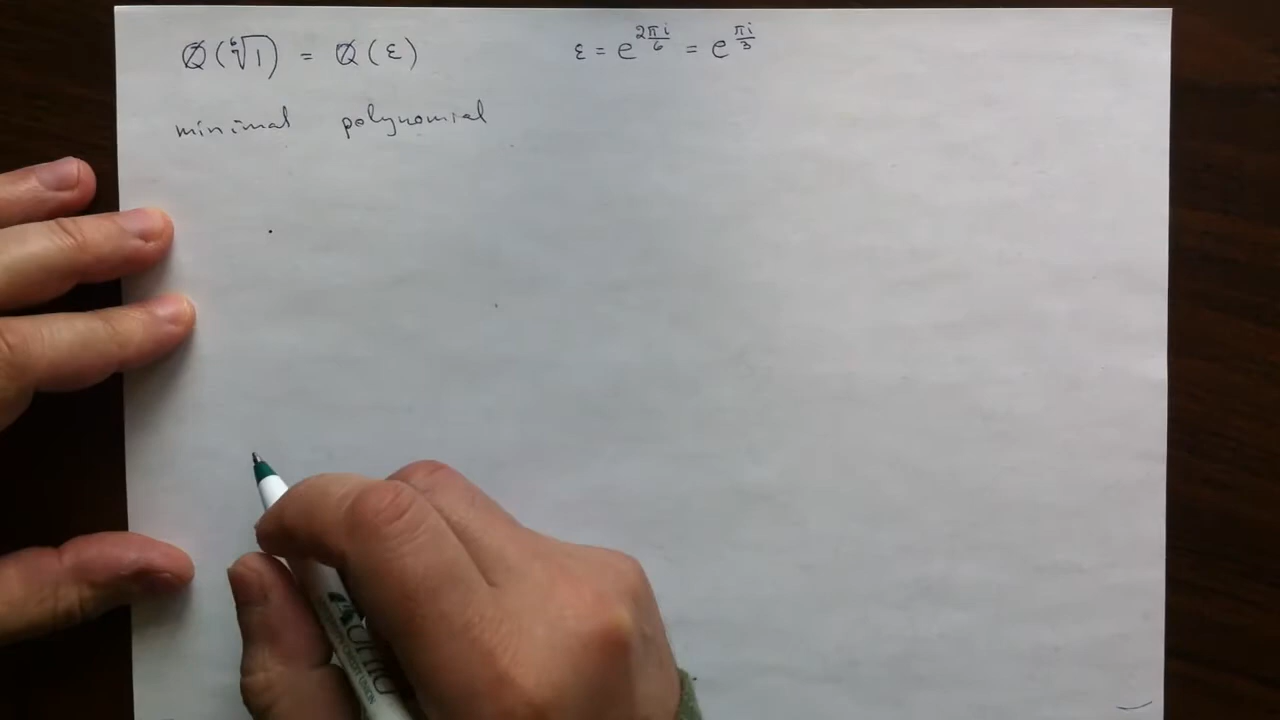 ℚ(⁶√1) = ℚ(ε) ε = e^{2πi/6} = e^{πi/3}
minimal polynomial